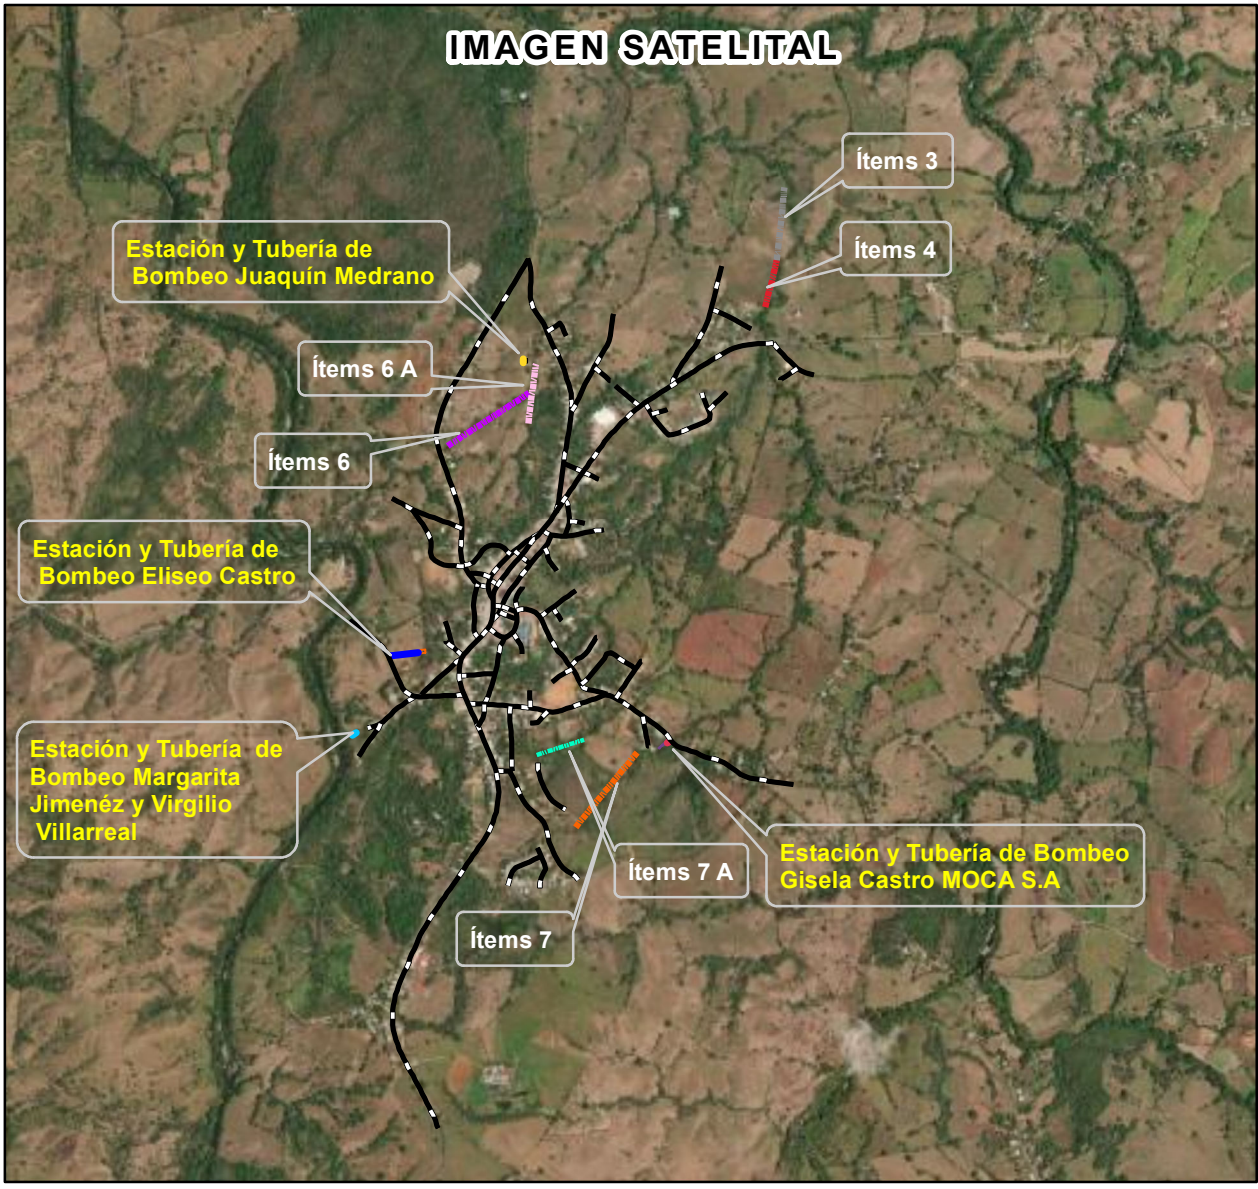 IMAGEN SATELITAL
Ítems 3
Ítems 4
Estación y Tubería de
Bombeo Juaquín Medrano
Ítems 6 A
Ítems 6
Estación y Tubería de
Bombeo Eliseo Castro
Estación y Tubería de
Bombeo Margarita
Jimenéz y Virgilio
Villarreal
Estación y Tubería de Bombeo
Gisela Castro MOCA S.A
Ítems 7 A
Ítems 7